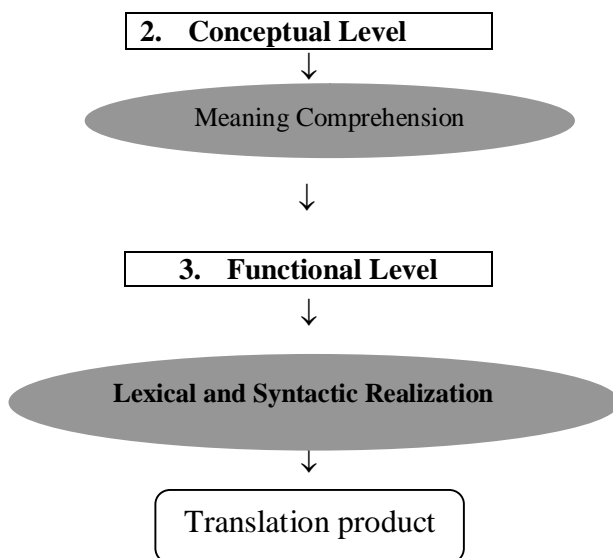 2. Conceptual Level
↓
Meaning Comprehension
↓
3. Functional Level
↓
Lexical and Syntactic Realization
↓
Translation product